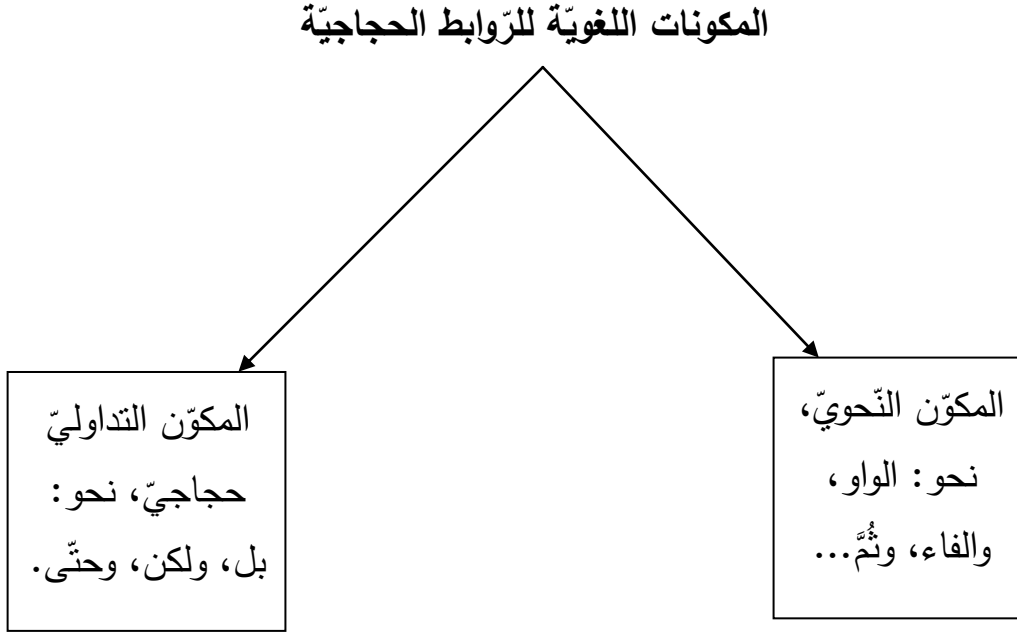 المكونات اللغويّة للرّوابط الحجاجيّة
المكوّن النّحويّ،
نحو: الواو،
والفاء، وثُمَّ...
المكوّن التداوليّ
حجاجيّ، نحو:
بل، ولكن، وحتّى.